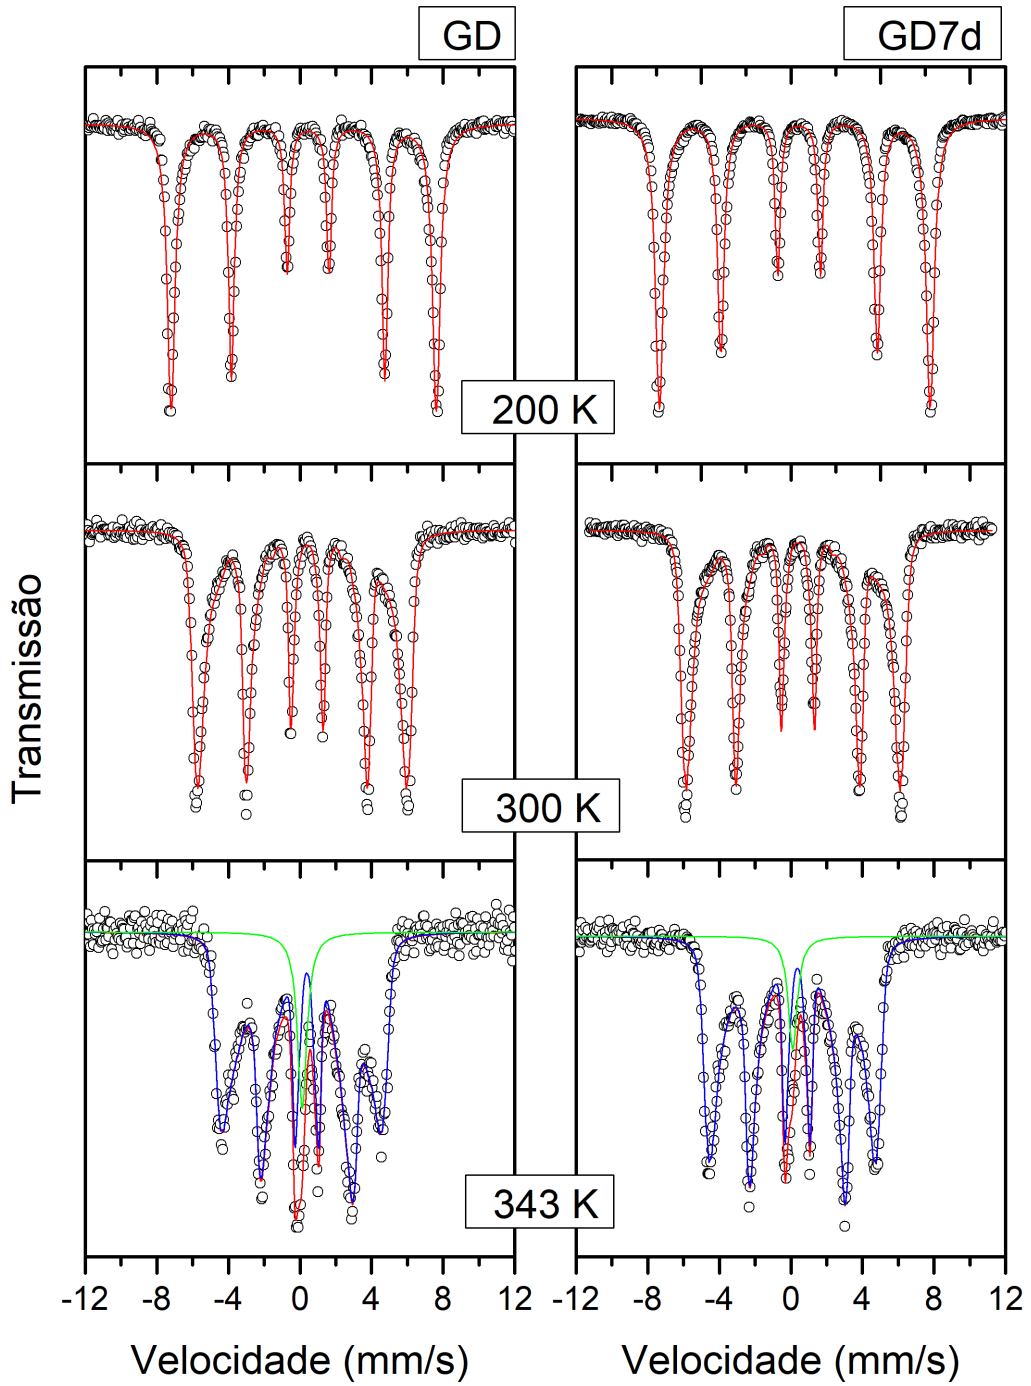 GD
GD7d
200 K
300 K
343 K
Transmissão
-12 -8 -4 0 4 8 12
-12 -8 -4 0 4 8 12
Velocidade (mm/s)
Velocidade (mm/s)